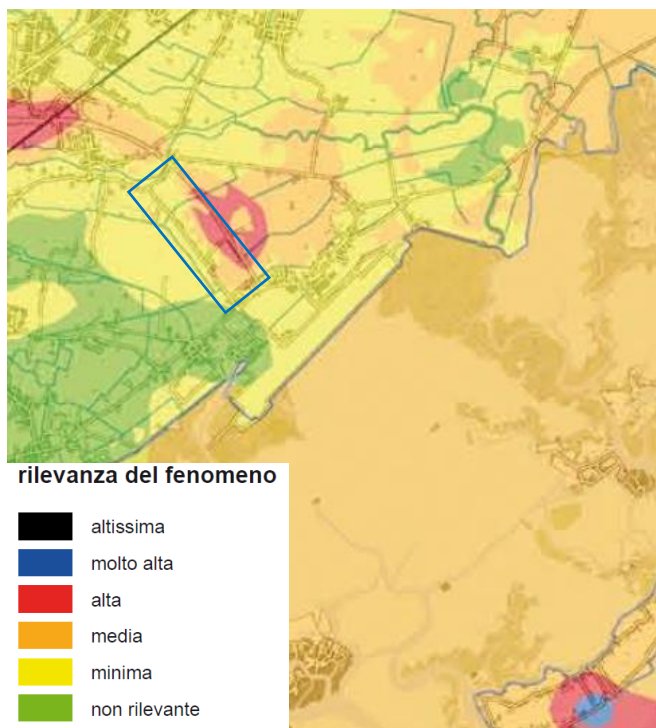 rilevanza del fenomeno
altissima
molto alta
alta
media
minima
non rilevante